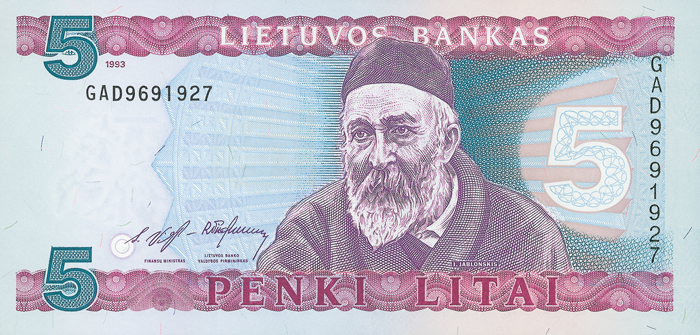 LIETUVOS BANKAS
5
1993
GAD9691927
GAD9691927
5
FINANSŲ MINISTRAS
LIETUVOS BANKO
VALDYBOS PIRMININKAS
J. JABLONSKIS
5
PENKI LITAI